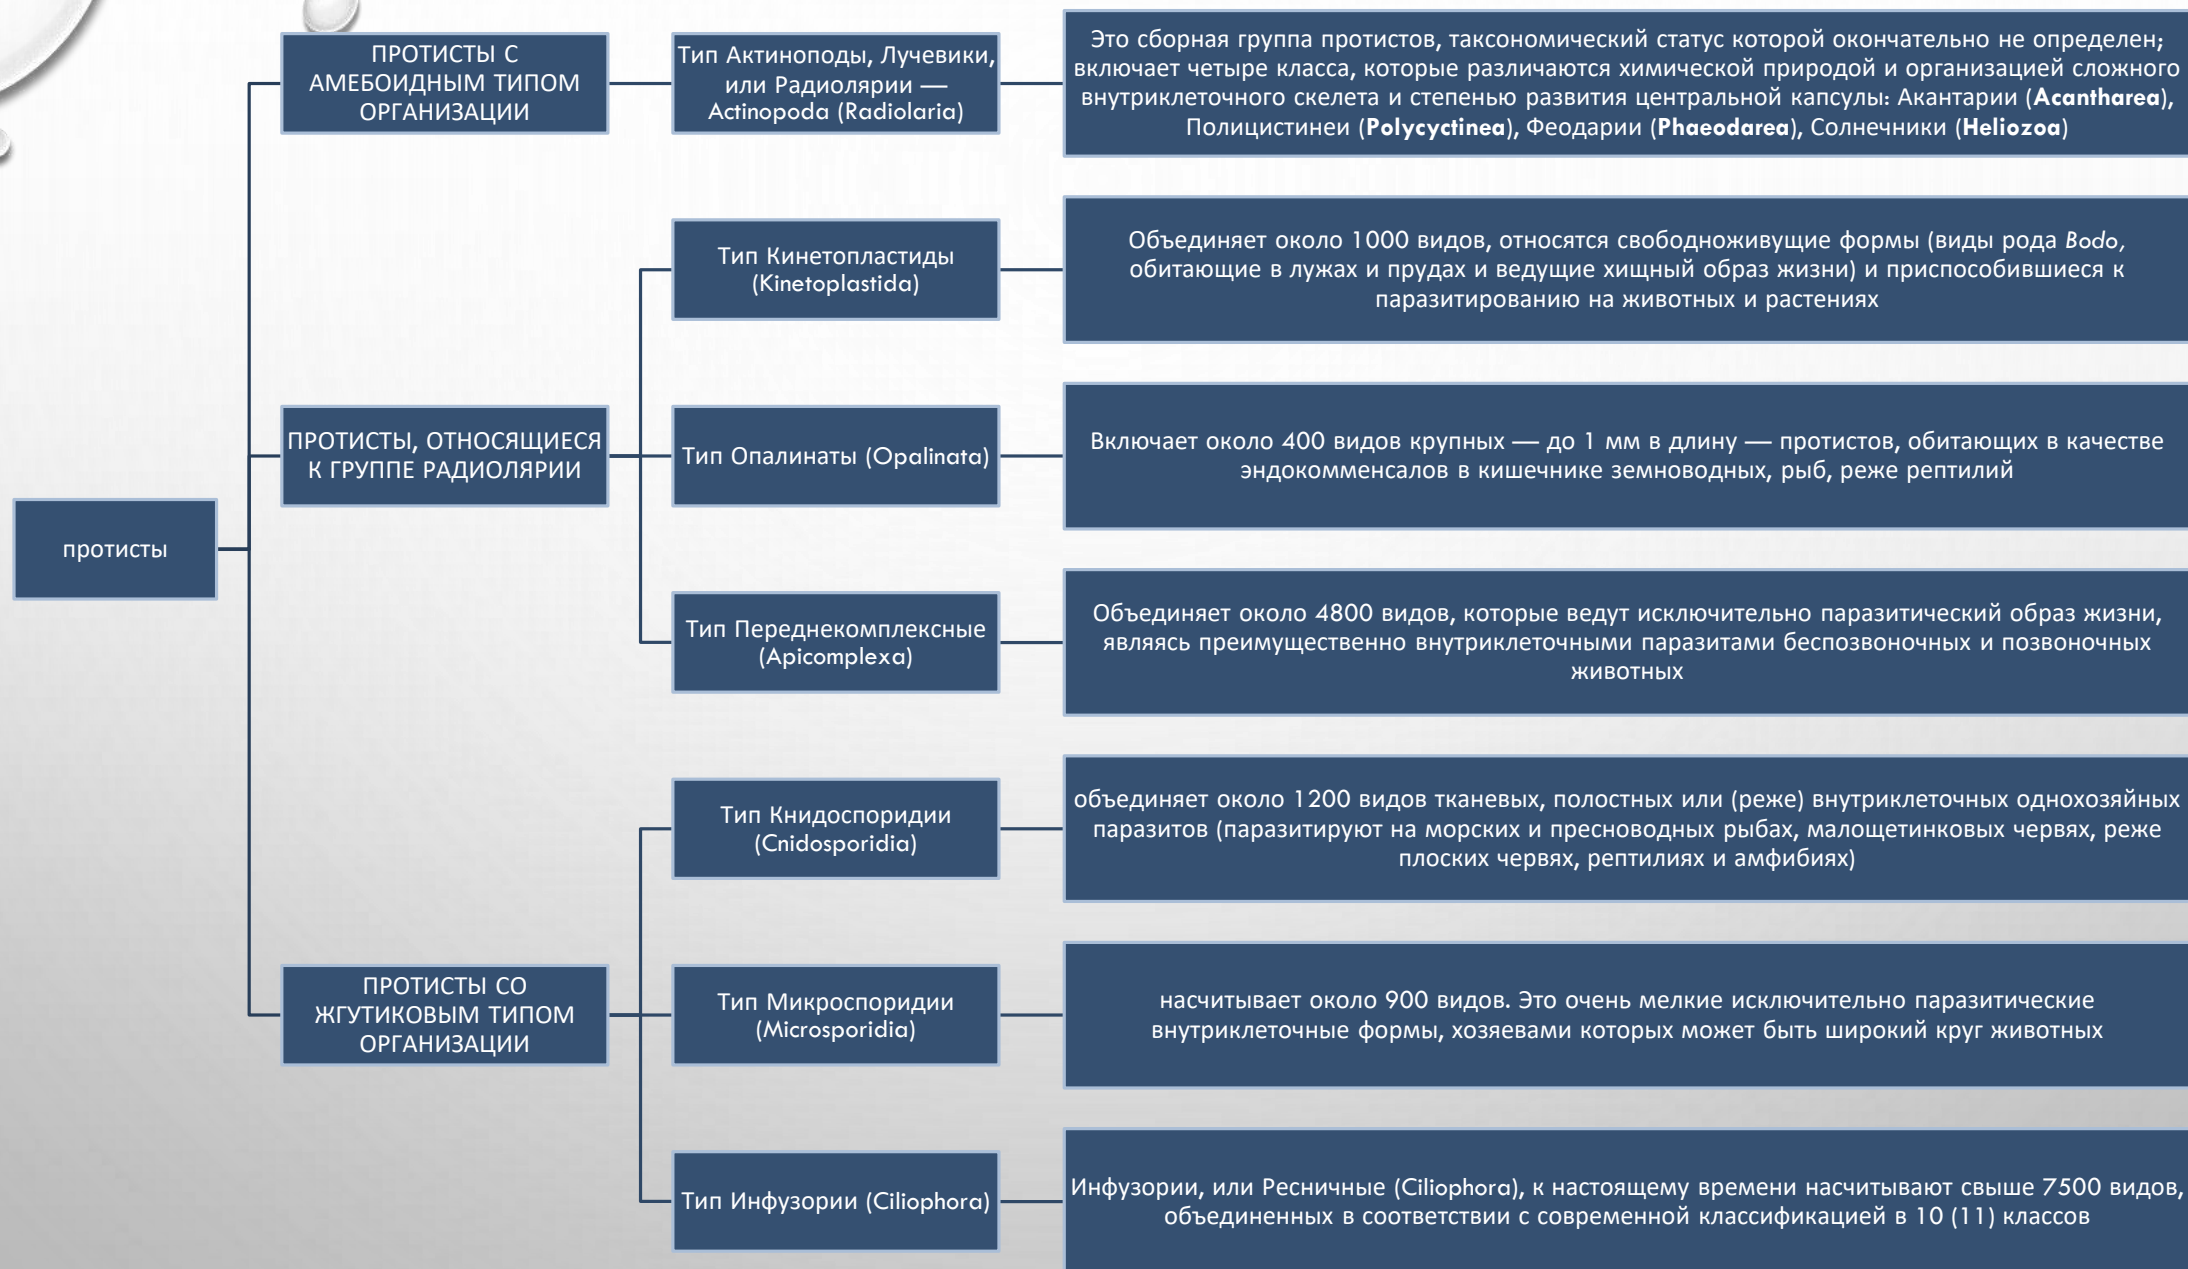 протисты
ПРОТИСТЫ С
АМЕБОИДНЫМ ТИПОМ
ОРГАНИЗАЦИИ
Тип Актиноподы, Лучевики,
или Радиолярии —
Actinopoda (Radiolaria)
Это сборная группа протистов, таксономический статус которой окончательно не определен;
включает четыре класса, которые различаются химической природой и организацией сложного
внутриклеточного скелета и степенью развития центральной капсулы: Акантарии (Acantharea),
Полицистинеи (Polycyctinea), Феодарии (Phaeodarea), Солнечники (Heliozoa)
ПРОТИСТЫ, ОТНОСЯЩИЕСЯ
К ГРУППЕ РАДИОЛЯРИИ
Тип Кинетопластиды
(Kinetoplastida)
Объединяет около 1000 видов, относятся свободноживущие формы (виды рода Bodo,
обитающие в лужах и прудах и ведущие хищный образ жизни) и приспособившиеся к
паразитированию на животных и растениях
Тип Опалинаты (Opalinata)
Включает около 400 видов крупных — до 1 мм в длину — протистов, обитающих в качестве
эндокомменсалов в кишечнике земноводных, рыб, реже рептилий
Тип Переднекомплексные
(Apicomplexa)
Объединяет около 4800 видов, которые ведут исключительно паразитический образ жизни,
являясь преимущественно внутриклеточными паразитами беспозвоночных и позвоночных
животных
ПРОТИСТЫ СО
ЖГУТИКОВЫМ ТИПОМ
ОРГАНИЗАЦИИ
Тип Книдоспоридии
(Cnidosporidia)
объединяет около 1200 видов тканевых, полостных или (реже) внутриклеточных однохозяйных
паразитов (паразитируют на морских и пресноводных рыбах, малощетинковых червях, реже
плоских червях, рептилиях и амфибиях)
Тип Микроспоридии
(Microsporidia)
насчитывает около 900 видов. Это очень мелкие исключительно паразитические
внутриклеточные формы, хозяевами которых может быть широкий круг животных
Тип Инфузории (Ciliophora)
Инфузории, или Ресничные (Ciliophora), к настоящему времени насчитывают свыше 7500 видов,
объединенных в соответствии с современной классификацией в 10 (11) классов